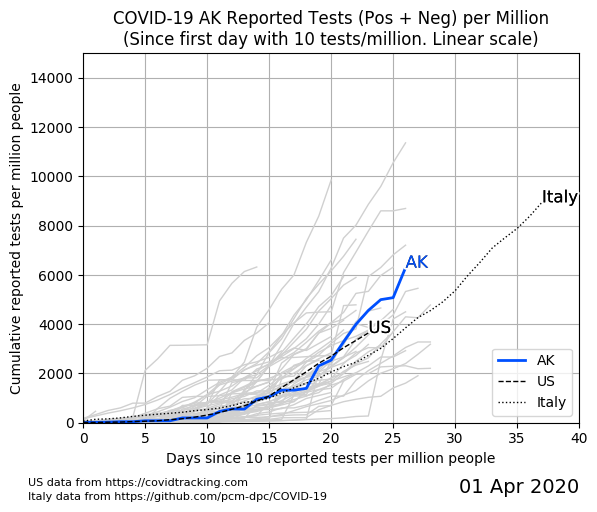 COVID-19 AK Reported Tests (Pos + Neg) per Million
(Since first day with 10 tests/million. Linear scale)
Cumulative reported tests per million people
14000
12000
10000
8000
6000
4000
2000
0
Italy
AK
US
AK
US
Italy
0 5 10 15 20 25 30 35 40
Days since 10 reported tests per million people
US data from https://covidtracking.com
Italy data from https://github.com/pcm-dpc/COVID-19
01 Apr 2020